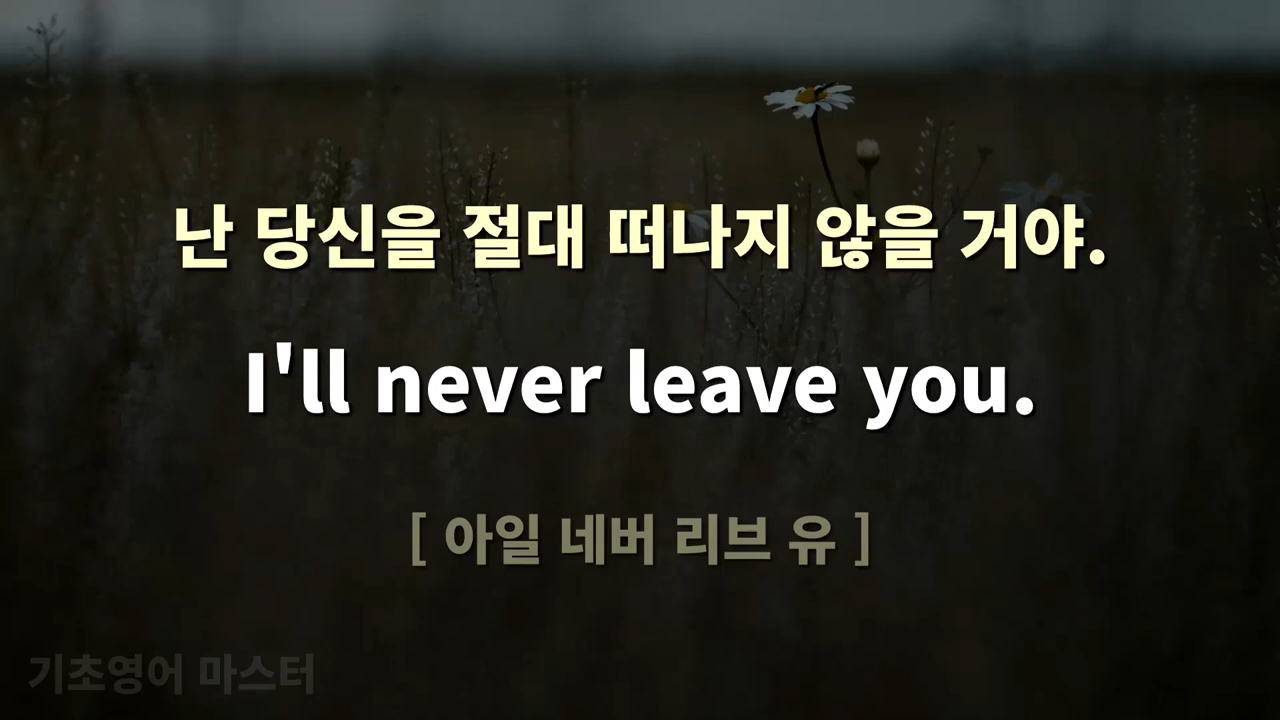 난 당신을 절대 떠나지 않을 거야.
I'll never leave you.
[ 아일 네버 리브 유 ]
기초영어 마스터